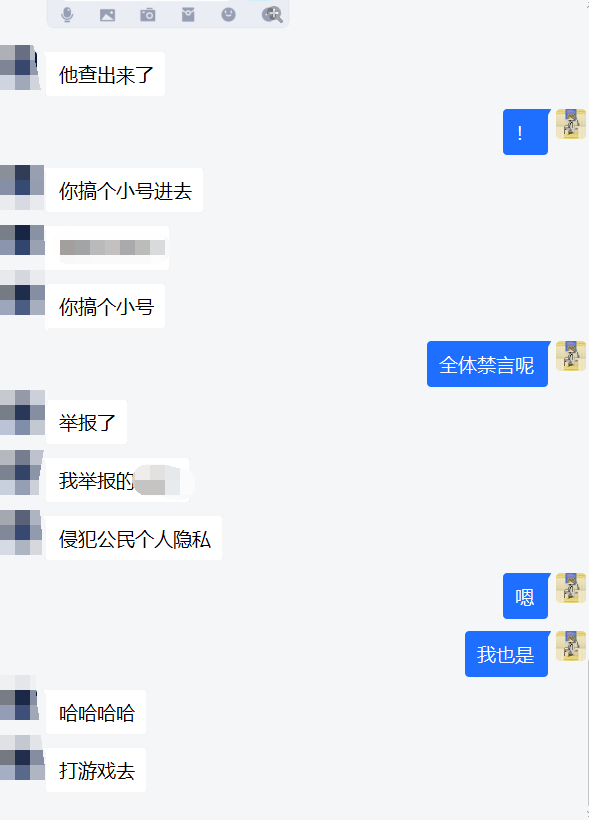 他查出来了
！
你搞个小号进去
你搞个小号
全体禁言呢
举报了
我举报的
侵犯公民个人隐私
嗯
我也是
哈哈哈哈
打游戏去